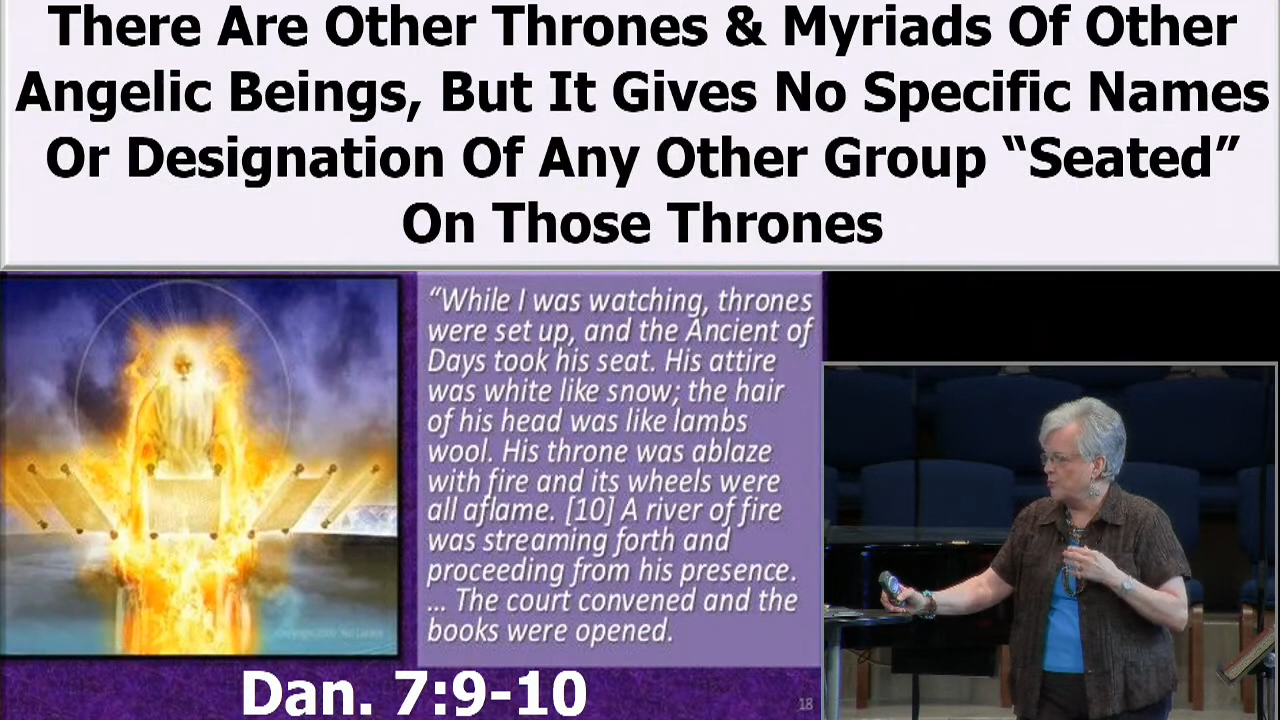 There Are Other Thrones & Myriads Of Other
Angelic Beings, But It Gives No Specific Names
Or Designation Of Any Other Group “Seated”
On Those Thrones
“While I was watching, thrones
were set up, and the Ancient of
Days took his seat. His attire
was white like snow; the hair
of his head was like lambs
wool. His throne was ablaze
with fire and its wheels were
all aflame. [10] A river of fire
was streaming forth and
proceeding from his presence.
... The court convened and the
books were opened.
Dan. 7:9-10
18